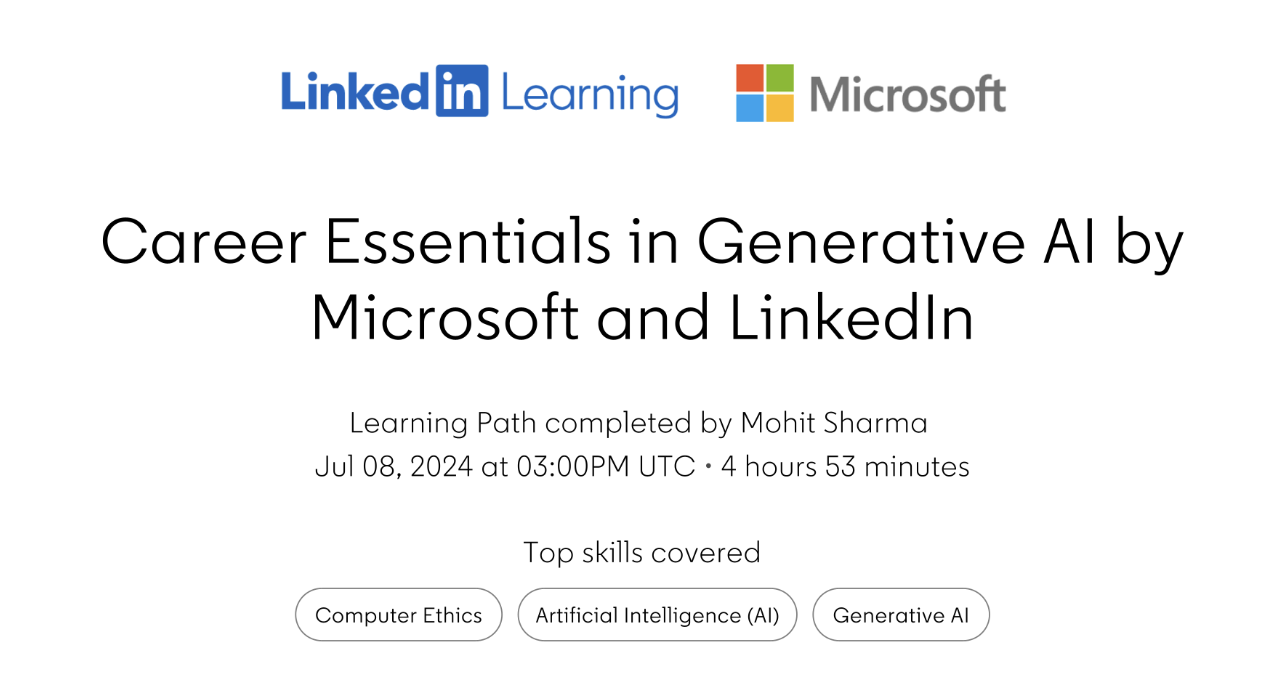 LinkedIn Learning Microsoft
Career Essentials in Generative AI by
Microsoft and LinkedIn
Learning Path completed by Mohit Sharma
Jul 08, 2024 at 03:00PM UTC • 4 hours 53 minutes
Top skills covered
Computer Ethics Artificial Intelligence (AI) Generative AI